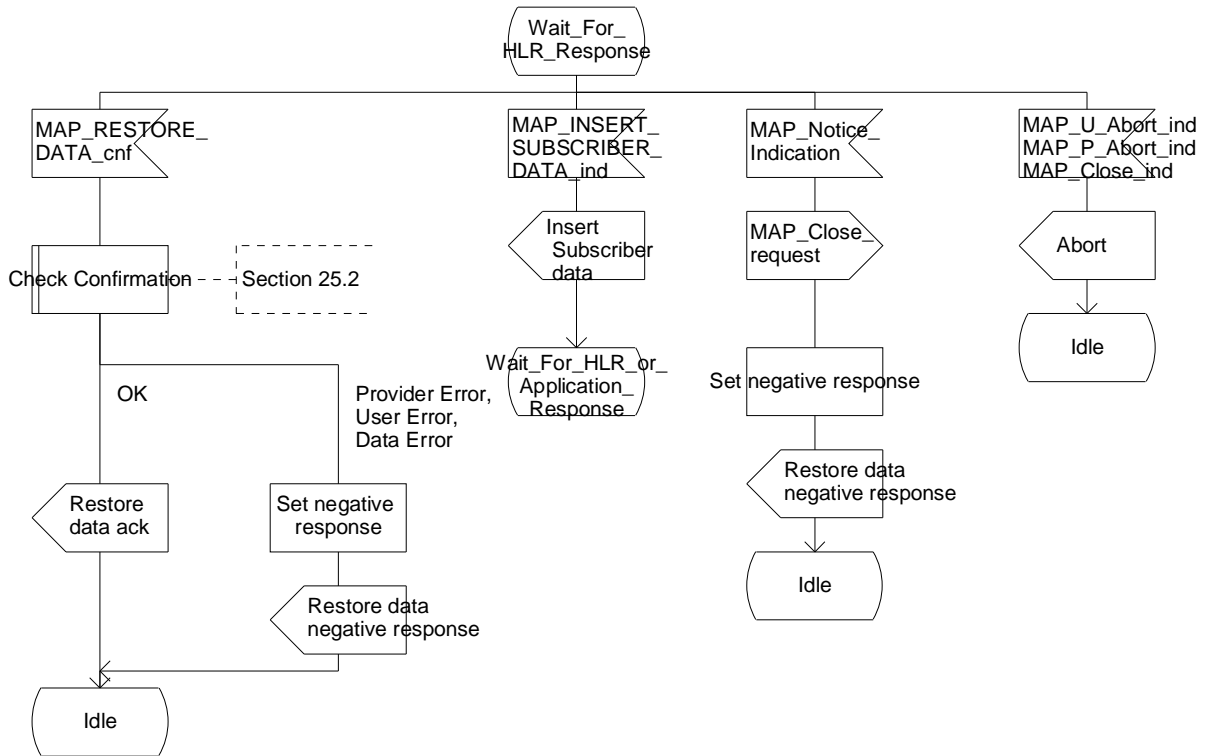 Wait_For_
HLR_Response
MAP_RESTORE_
DATA_cnf
MAP_INSERT_
SUBSCRIBER_
DATA_ind
MAP_Notice_
Indication
MAP_U_Abort_ind
MAP_P_Abort_ind
MAP_Close_ind
Check Confirmation
Section 25.2
Insert
Subscriber
data
MAP_Close_
request
Abort
Wait_For_HLR_or_
Application_
Response
Idle
OK
Provider Error,
User Error,
Data Error
Set negative response
Restore
data ack
Set negative
response
Restore data
negative response
Restore data
negative response
Idle
Idle